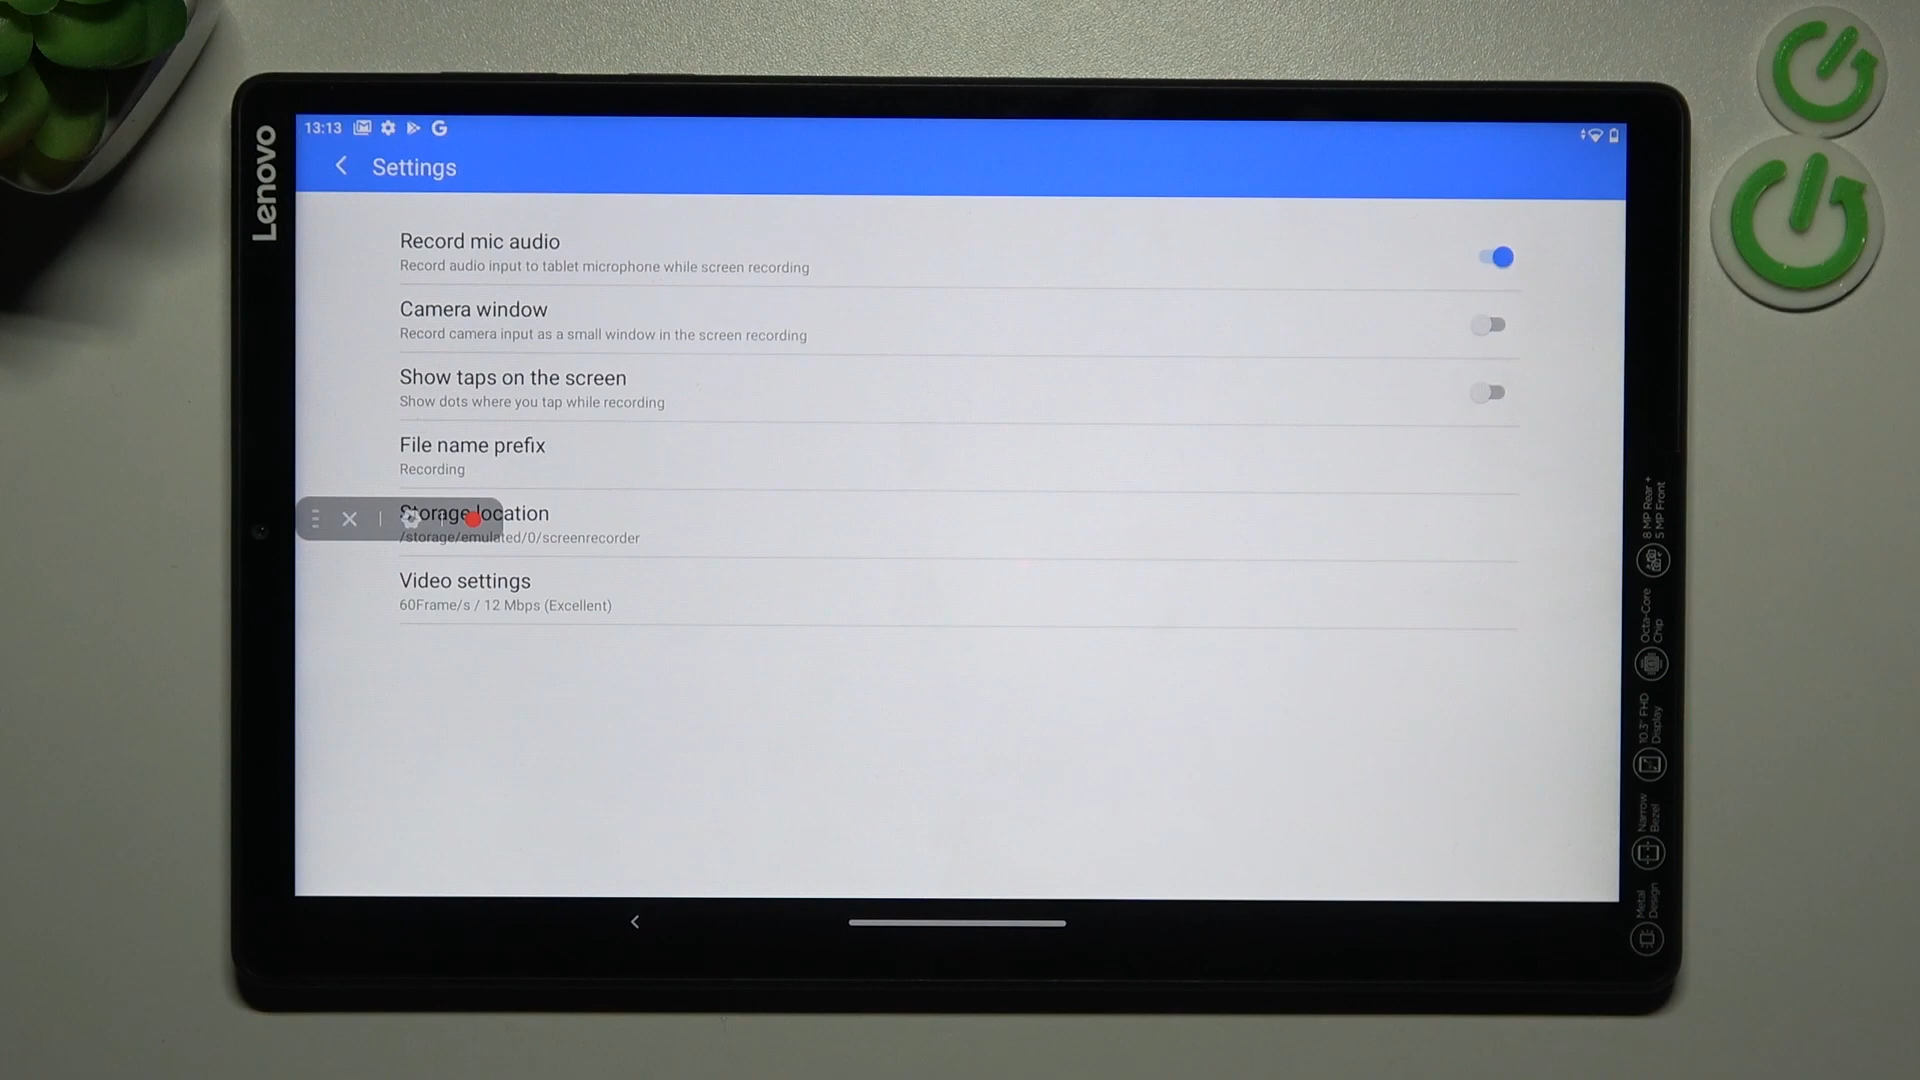 Lenovo
13:13
Settings
Record mic audio
Record audio input to tablet microphone while screen recording
Camera window
Record camera input as a small window in the screen recording
Show taps on the screen
Show dots where you tap while recording
File name prefix
Recording
Storage location
/storage/emulated/0/screenrecorder
Video settings
60Frame/s / 12 Mbps (Excellent)
8 MP Rear +
5 MP Front
Octa-Core
Chip
10.3" FHD
Display
Narrow
Bezel
Metal
Design